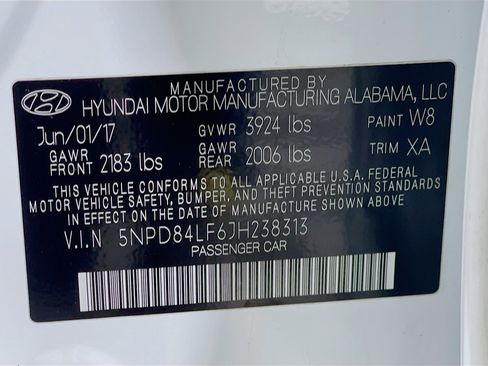 MANUFACTURED BY
HYUNDAI MOTOR MANUFACTURING ALABAMA, LLC
Jun/01/17 GVWR 3924 lbs PAINT W8
GAWR FRONT 2183 lbs GAWR REAR 2006 lbs TRIM XA
THIS VEHICLE CONFORMS TO ALL APPLICABLE U.S.A. FEDERAL
MOTOR VEHICLE SAFETY, BUMPER, AND THEFT PREVENTION STANDARDS
IN EFFECT ON THE DATE OF MANUFACTURE SHOWN ABOVE
V.I.N 5NPD84LF6JH238313
PASSENGER CAR